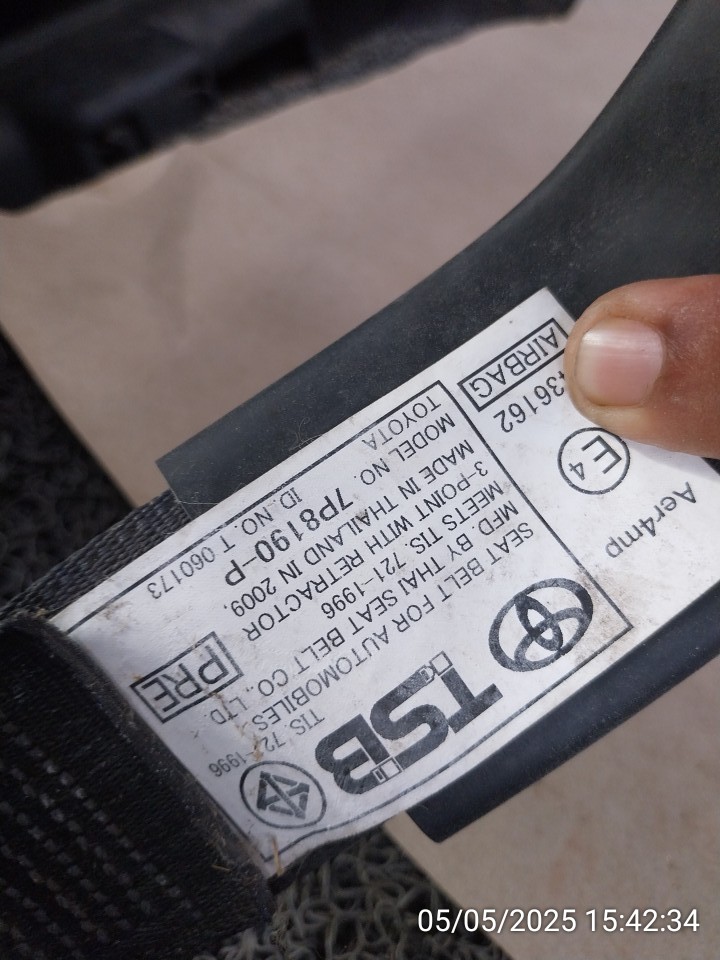 TSB
TIS. 721-1996
SEAT BELT FOR AUTOMOBILES
MFD BY THAI SEAT BELT CO., LTD.
MEETS TIS. 721-1996
3-POINT WITH RETRACTOR
MADE IN THAILAND IN 2009,
MODEL NO. 7P8190-P
TOYOTA
ID. NO. T 060173
PRE
Aer4mp
E4
36162
AIRBAG
05/05/2025 15:42:34